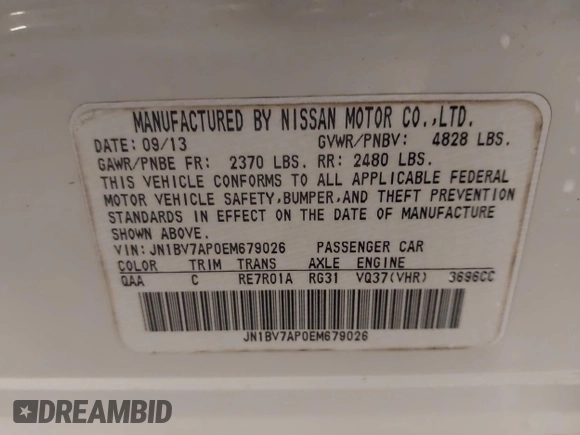 MANUFACTURED BY NISSAN MOTOR CO.,LTD.
DATE: 09/13 GVWR/PNBV: 4828 LBS.
GAWR/PNBE FR: 2370 LBS. RR: 2480 LBS.
THIS VEHICLE CONFORMS TO ALL APPLICABLE FEDERAL
MOTOR VEHICLE SAFETY,BUMPER,AND THEFT PREVENTION
STANDARDS IN EFFECT ON THE DATE OF MANUFACTURE
SHOWN ABOVE.
VIN: JN1BV7AP0EM679026 PASSENGER CAR
COLOR TRIM TRANS AXLE ENGINE
QAA C RE7R01A RG31 VQ37(VHR) 3696CC
JN1BV7AP0EM679026
DREAMBID